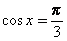 cos x = π/3